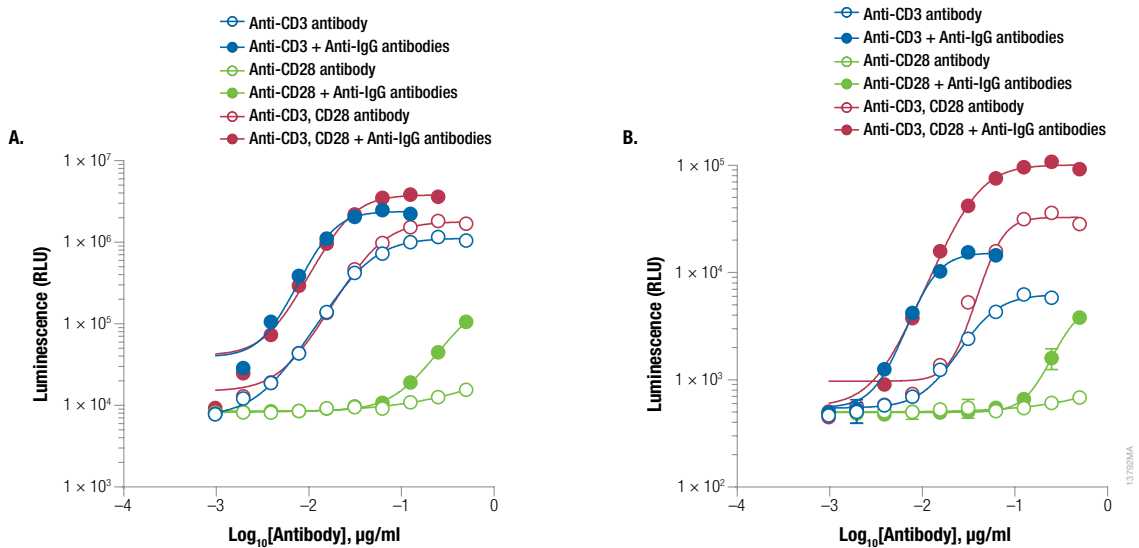 Anti-CD3 antibody
Anti-CD3 + Anti-IgG antibodies
Anti-CD28 antibody
Anti-CD28 + Anti-IgG antibodies
Anti-CD3, CD28 antibody
Anti-CD3, CD28 + Anti-IgG antibodies
A.
1 × 10⁷
1 × 10⁶
1 × 10⁵
1 × 10⁴
1 × 10³
Luminescence (RLU)
–4
–3
–2
–1
0
Log₁₀[Antibody], µg/ml
Anti-CD3 antibody
Anti-CD3 + Anti-IgG antibodies
Anti-CD28 antibody
Anti-CD28 + Anti-IgG antibodies
Anti-CD3, CD28 antibody
Anti-CD3, CD28 + Anti-IgG antibodies
B.
1 × 10⁵
1 × 10⁴
1 × 10³
1 × 10²
Luminescence (RLU)
–4
–3
–2
–1
0
Log₁₀[Antibody], µg/ml
13792MA